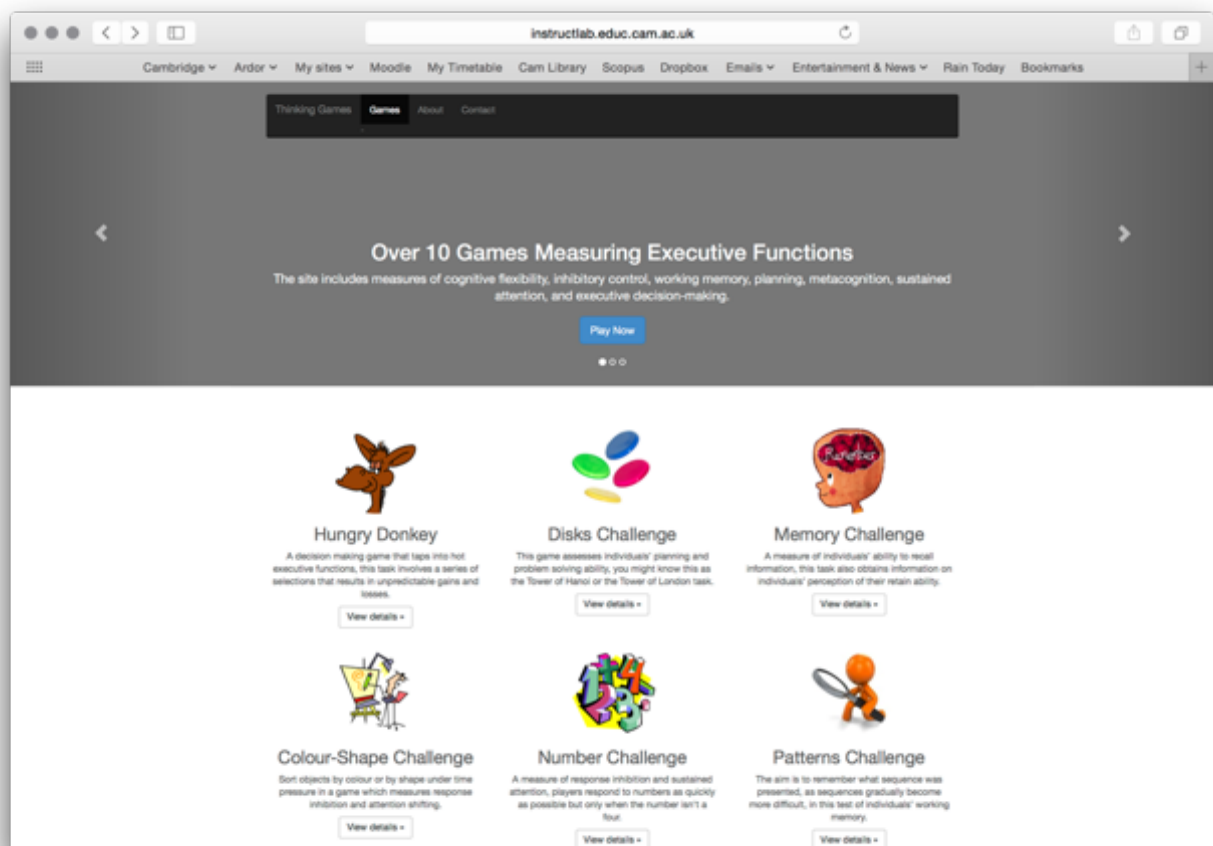 instructlab.educ.cam.ac.uk
Cambridge Ardor My sites Moodle My Timetable Cam Library Scopus Dropbox Emails Entertainment & News Rain Today Bookmarks
Thinking Games Games About Contact
Over 10 Games Measuring Executive Functions
The site includes measures of cognitive flexibility, inhibitory control, working memory, planning, metacognition, sustained
attention, and executive decision-making.
Play Now
Remember
Hungry Donkey
A decision making game that taps into hot
executive functions, this task involves a series of
selections that results in unpredictable gains and
losses.
View details »
Disks Challenge
This game assesses individuals' planning and
problem solving ability, you might know this as
the Tower of Hanoi or the Tower of London task.
View details »
Memory Challenge
A measure of individuals' ability to recall
information, this task also obtains information on
individuals' perception of their retain ability.
View details »
1+4-
2 3
Colour-Shape Challenge
Sort objects by colour or by shape under time
pressure in a game which measures response
inhibition and attention shifting.
View details »
Number Challenge
A measure of response inhibition and sustained
attention, players respond to numbers as quickly
as possible but only when the number isn't a
four.
View details »
Patterns Challenge
The aim is to remember what sequence was
presented, as sequences gradually become
more difficult, in this test of individuals' working
memory.
View details »